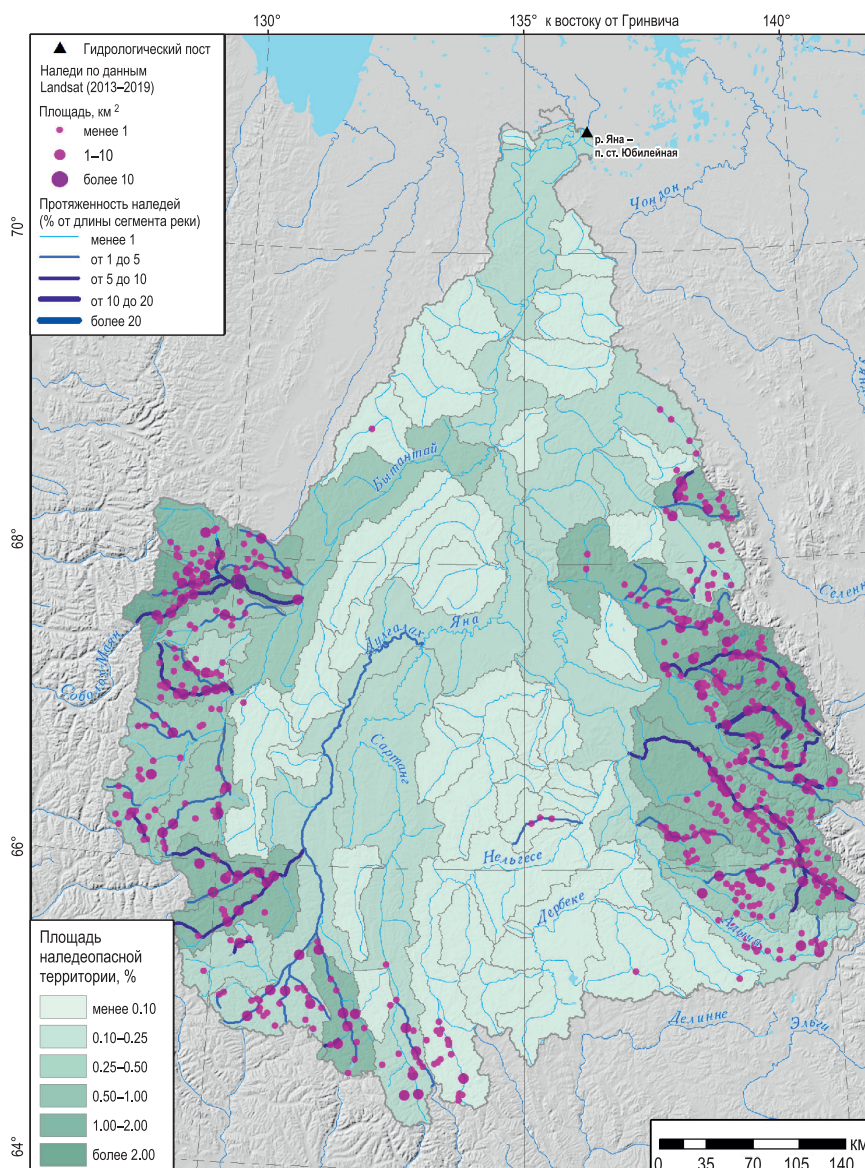 130°
135°
к востоку от Гринвича
140°
Гидрологический пост
Наледи по данным
Landsat (2013–2019)
Площадь, км 2
менее 1
1–10
более 10
Протяженность наледей
(% от длины сегмента реки)
менее 1
от 1 до 5
от 5 до 10
от 10 до 20
более 20
р. Яна –
п. ст. Юбилейная
Чондон
70°
Бытантай
68°
Яна
Сартанг
66°
Нельгесе
Дербеке
Делинне
Эльги
Площадь
наледеопасной
территории, %
менее 0.10
0.10–0.25
0.25–0.50
0.50–1.00
1.00–2.00
более 2.00
64°
км
0 35 70 105 140